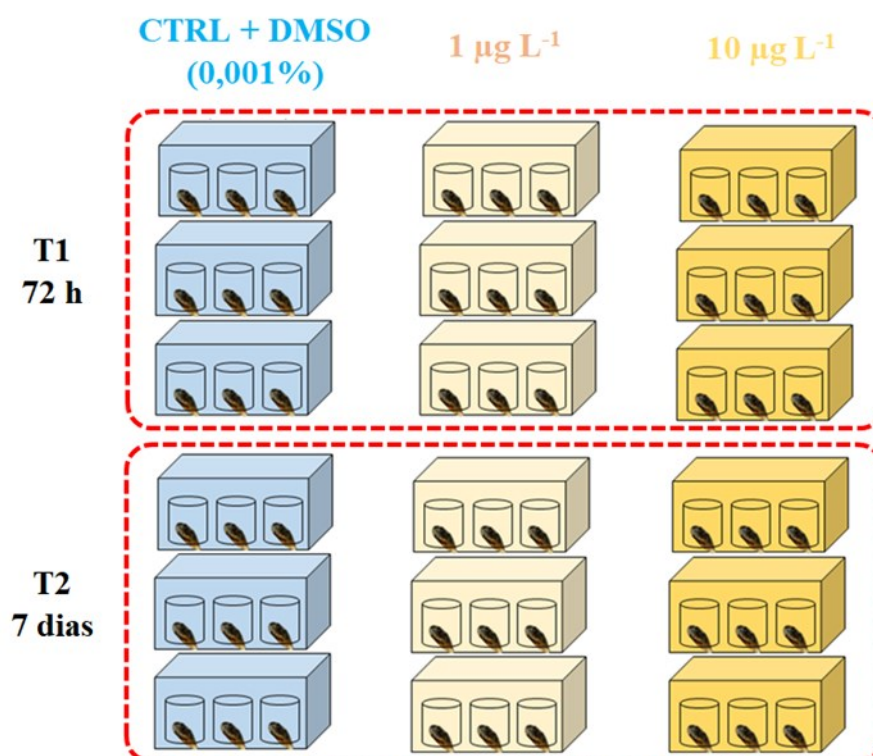 CTRL + DMSO
(0,001%)
1 µg L⁻¹
10 µg L⁻¹
T1
72 h
T2
7 dias